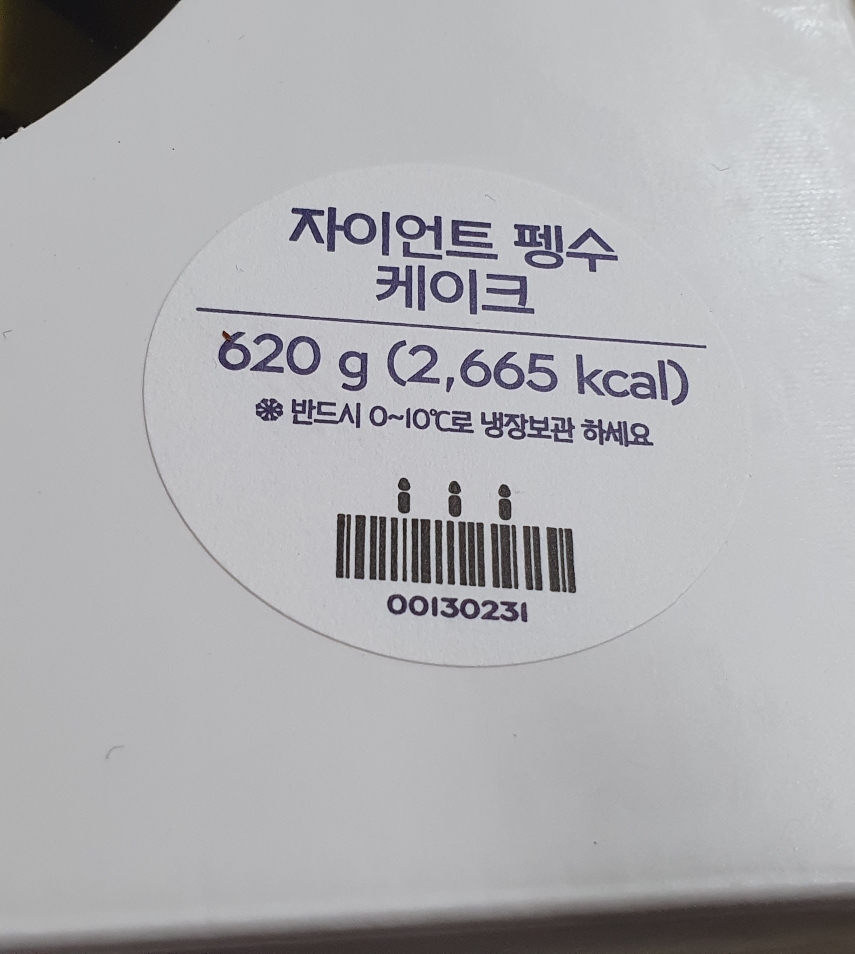 자이언트 펭수
케이크
620 g (2,665 kcal)
반드시 0~10℃로 냉장보관 하세요
00130231